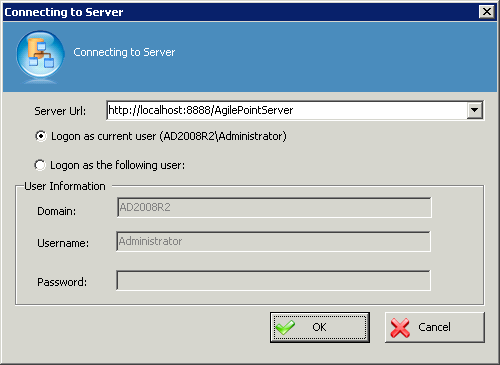 Connecting to Server
Connecting to Server
Server Url: http://localhost:8888/AgilePointServer
Logon as current user (AD2008R2\Administrator)
Logon as the following user:
User Information
Domain: AD2008R2
Username: Administrator
Password:
OK Cancel